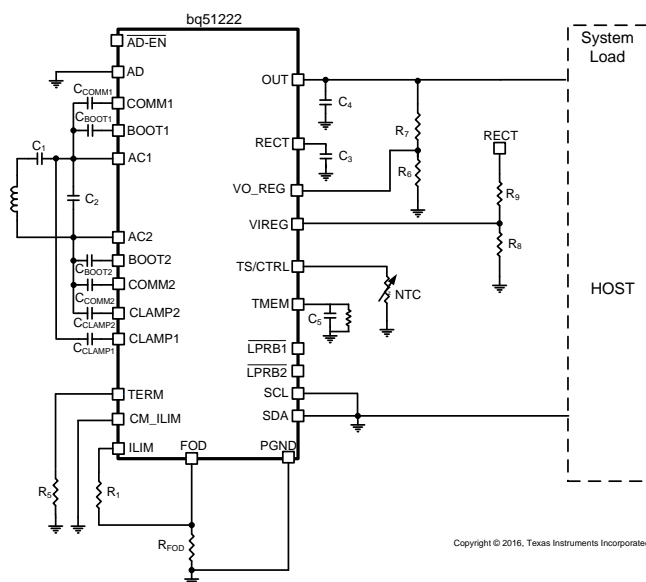 bq51222
AD-EN
AD
COMM1
BOOT1
AC1
AC2
BOOT2
COMM2
CLAMP2
CLAMP1
TERM
CM_ILIM
ILIM
FOD
PGND
OUT
RECT
VO_REG
VIREG
TS/CTRL
TMEM
LPRB1
LPRB2
SCL
SDA
CCOMM1
CBOOT1
C1
C2
CBOOT2
CCOMM2
CCLAMP2
CCLAMP1
R5
R1
RFOD
C4
C3
R7
R6
RECT
R9
R8
NTC
C5
System
Load
HOST
Copyright © 2016, Texas Instruments Incorporated